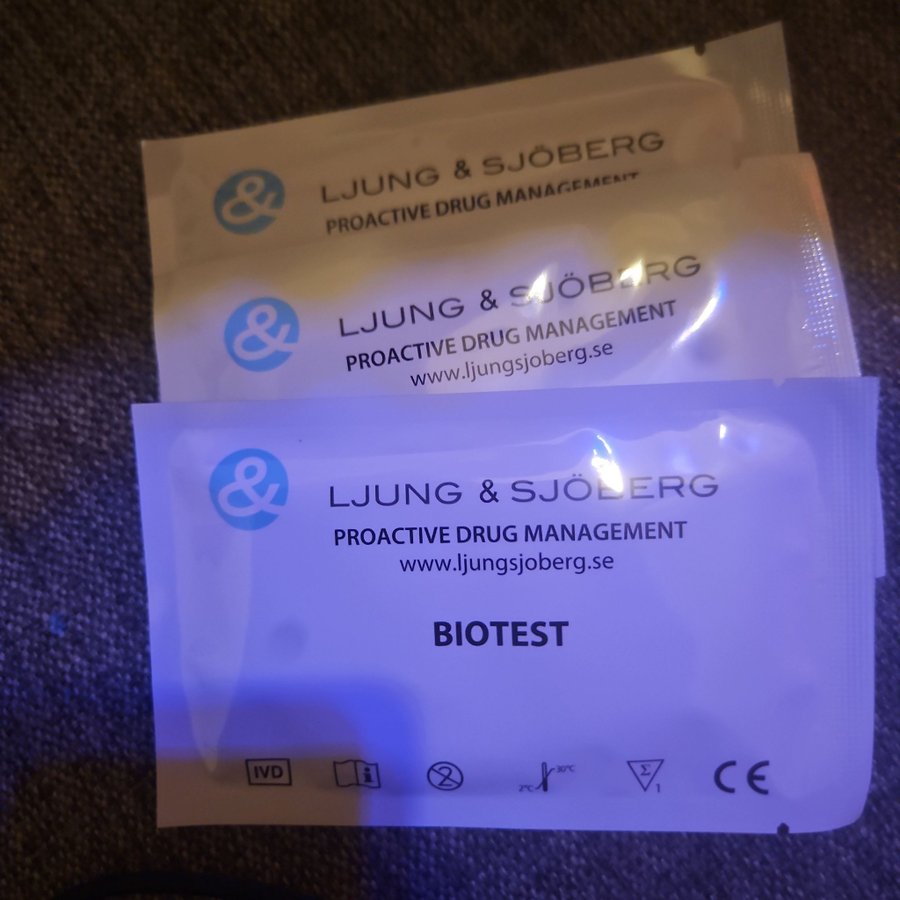 & LJUNG & SJÖBERG
PROACTIVE DRUG MANAGEMENT
& LJUNG & SJÖBERG
PROACTIVE DRUG MANAGEMENT
www.ljungsjoberg.se
& LJUNG & SJÖBERG
PROACTIVE DRUG MANAGEMENT
www.ljungsjoberg.se
BIOTEST
IVD i 2 2°C 30°C Σ 1 CE